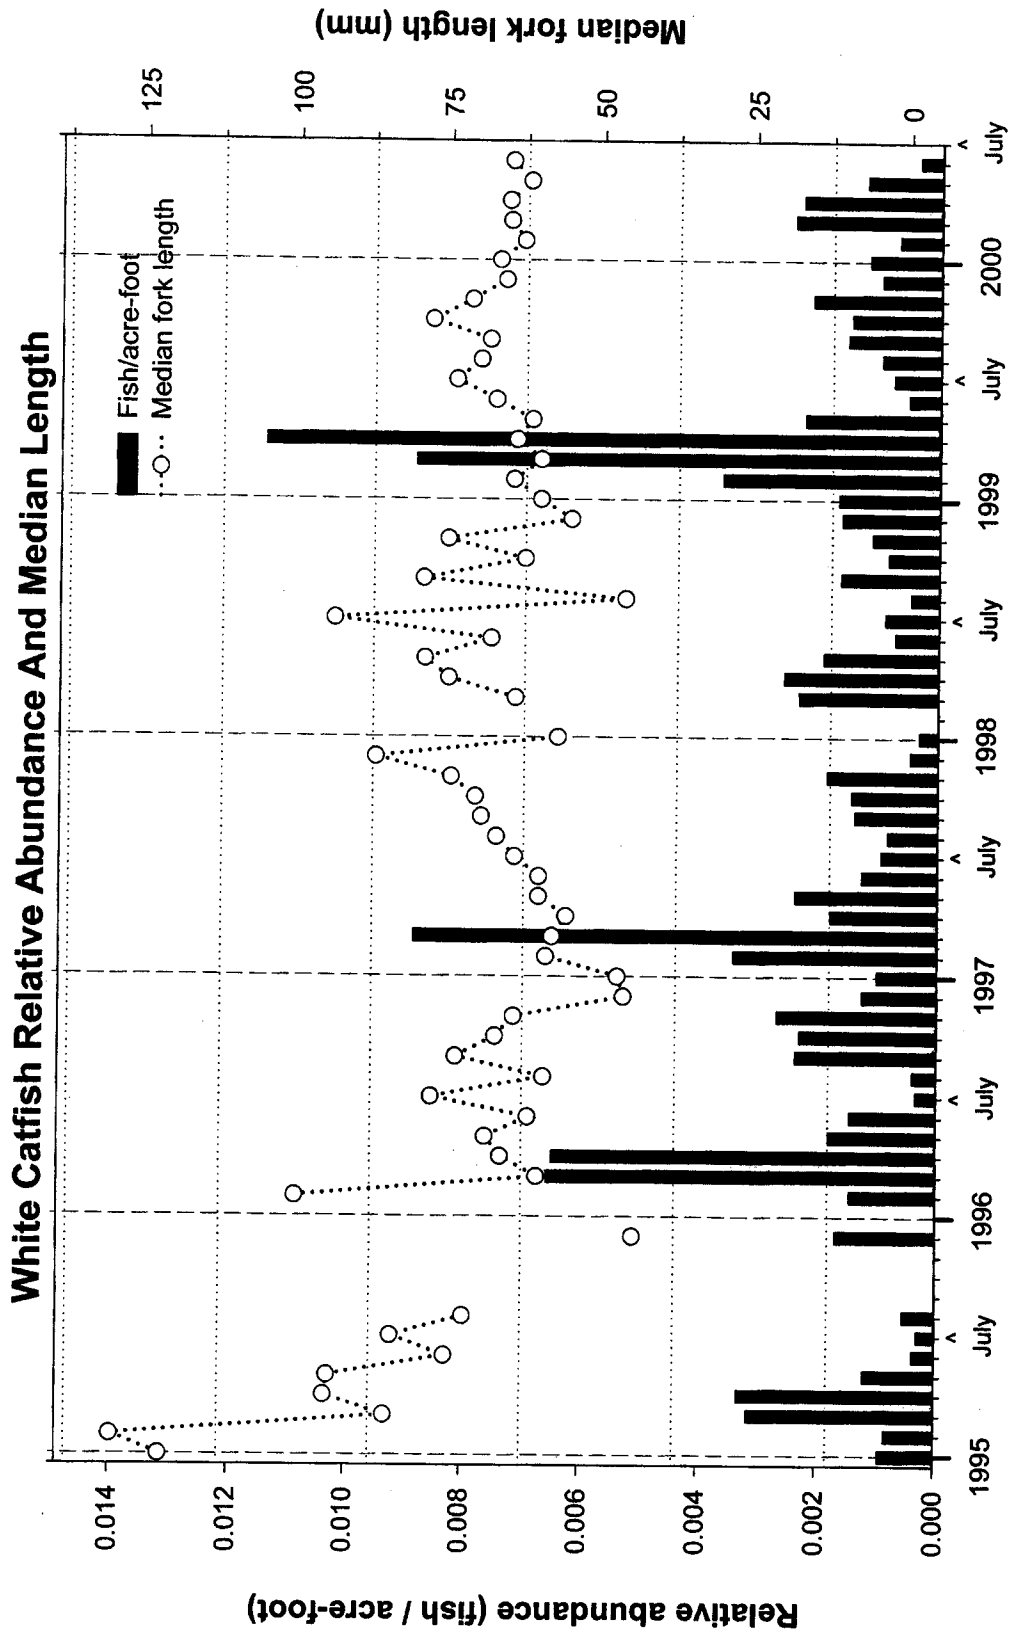 White Catfish Relative Abundance And Median Length
Fish/acre-foot
Median fork length
Relative abundance (fish / acre-foot)
0.014
0.012
0.010
0.008
0.006
0.004
0.002
0.000
Median fork length (mm)
125
100
75
50
25
0
1995
^
July
1996
^
July
1997
^
July
1998
^
July
1999
^
July
2000
^
July